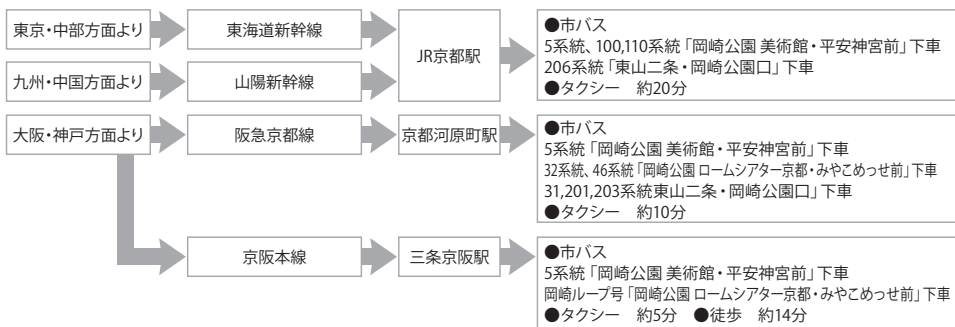 東京・中部方面より
東海道新幹線
九州・中国方面より
山陽新幹線
JR京都駅
●市バス
5系統、100,110系統「岡崎公園 美術館・平安神宮前」下車
206系統「東山二条・岡崎公園口」下車
●タクシー　約20分
大阪・神戸方面より
阪急京都線
京都河原町駅
●市バス
5系統「岡崎公園 美術館・平安神宮前」下車
32系統、46系統「岡崎公園 ロームシアター京都・みやこめっせ前」下車
31,201,203系統東山二条・岡崎公園口」下車
●タクシー　約10分
京阪本線
三条京阪駅
●市バス
5系統「岡崎公園 美術館・平安神宮前」下車
岡崎ループ号「岡崎公園 ロームシアター京都・みやこめっせ前」下車
●タクシー　約5分　●徒歩　約14分